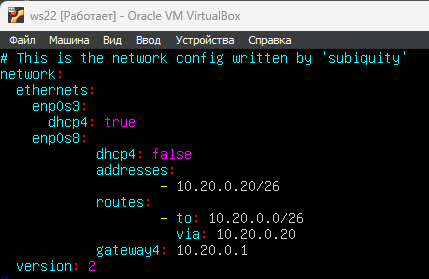 ws22 [Работает] - Oracle VM VirtualBox
Файл Машина Вид Ввод Устройства Справка
# This is the network config written by 'subiquity'
network:
  ethernets:
    enp0s3:
      dhcp4: true
    enp0s8:
            dhcp4: false
            addresses:
                    - 10.20.0.20/26
            routes:
                    - to: 10.20.0.0/26
                      via: 10.20.0.20
            gateway4: 10.20.0.1
  version: 2